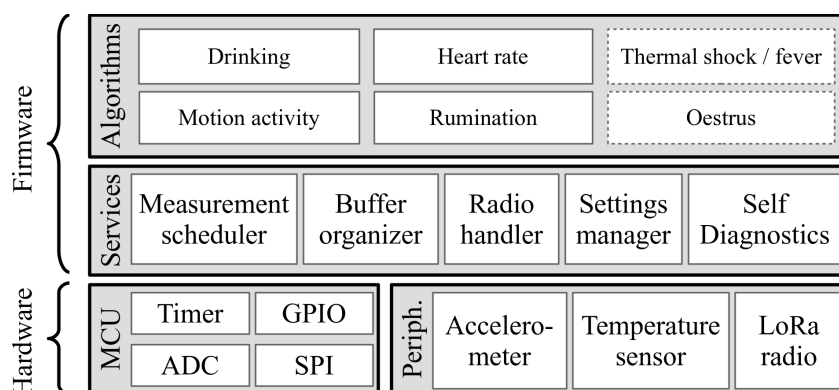 Firmware
Algorithms
Drinking
Heart rate
Thermal shock / fever
Motion activity
Rumination
Oestrus
Services
Measurement
scheduler
Buffer
organizer
Radio
handler
Settings
manager
Self
Diagnostics
Hardware
MCU
Timer
GPIO
ADC
SPI
Periph.
Accelero-
meter
Temperature
sensor
LoRa
radio